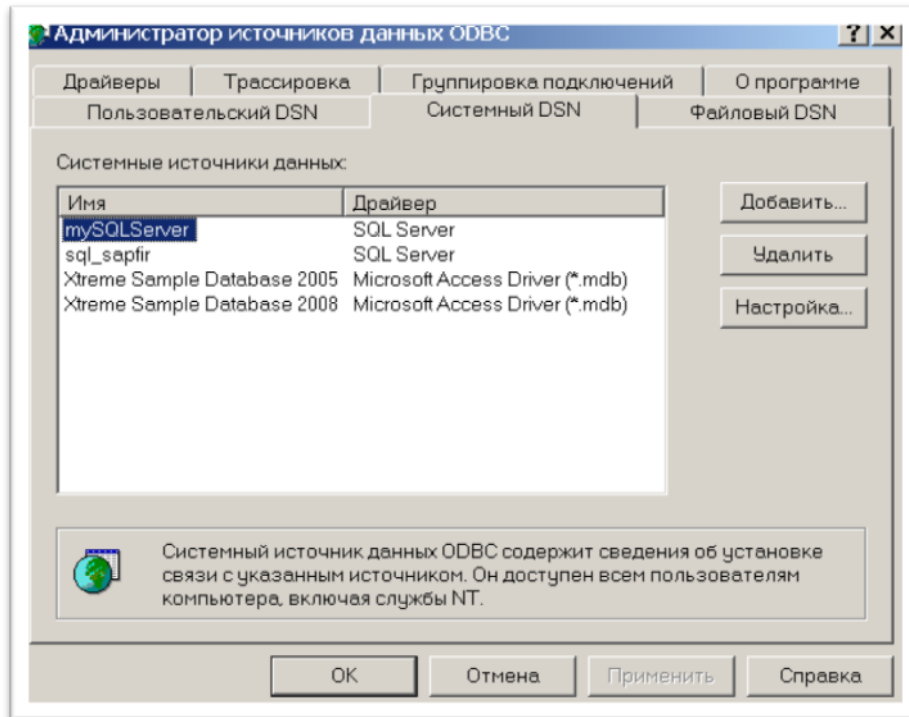 Администратор источников данных ODBC
Драйверы Трассировка Группировка подключений О программе
Пользовательский DSN Системный DSN Файловый DSN
Системные источники данных:
Имя Драйвер
mySQLServer SQL Server
sql_sapfir SQL Server
Xtreme Sample Database 2005 Microsoft Access Driver (*.mdb)
Xtreme Sample Database 2008 Microsoft Access Driver (*.mdb)
Добавить...
Удалить
Настройка...
Системный источник данных ODBC содержит сведения об установке
связи с указанным источником. Он доступен всем пользователям
компьютера, включая службы NT.
OK Отмена Применить Справка